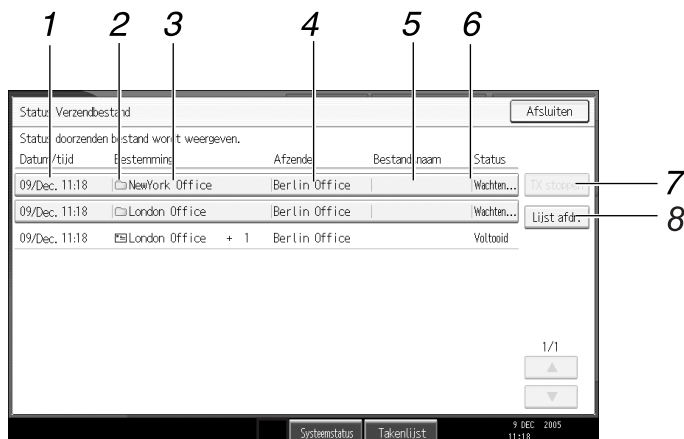 1 2 3 4 5 6
Status Verzendbestand Afsluiten
Status doorzenden bestand wordt weergeven.
Datum/tijd Bestemming Afzender Bestandsnaam Status
09/Dec. 11:18 NewYork Office Berlin Office Wachten... TX stoppen 7
09/Dec. 11:18 London Office Berlin Office Wachten... Lijst afdr. 8
09/Dec. 11:18 London Office + 1 Berlin Office Voltooid
1/1
Systeemstatus Takenlijst 9 DEC 2005
11:18